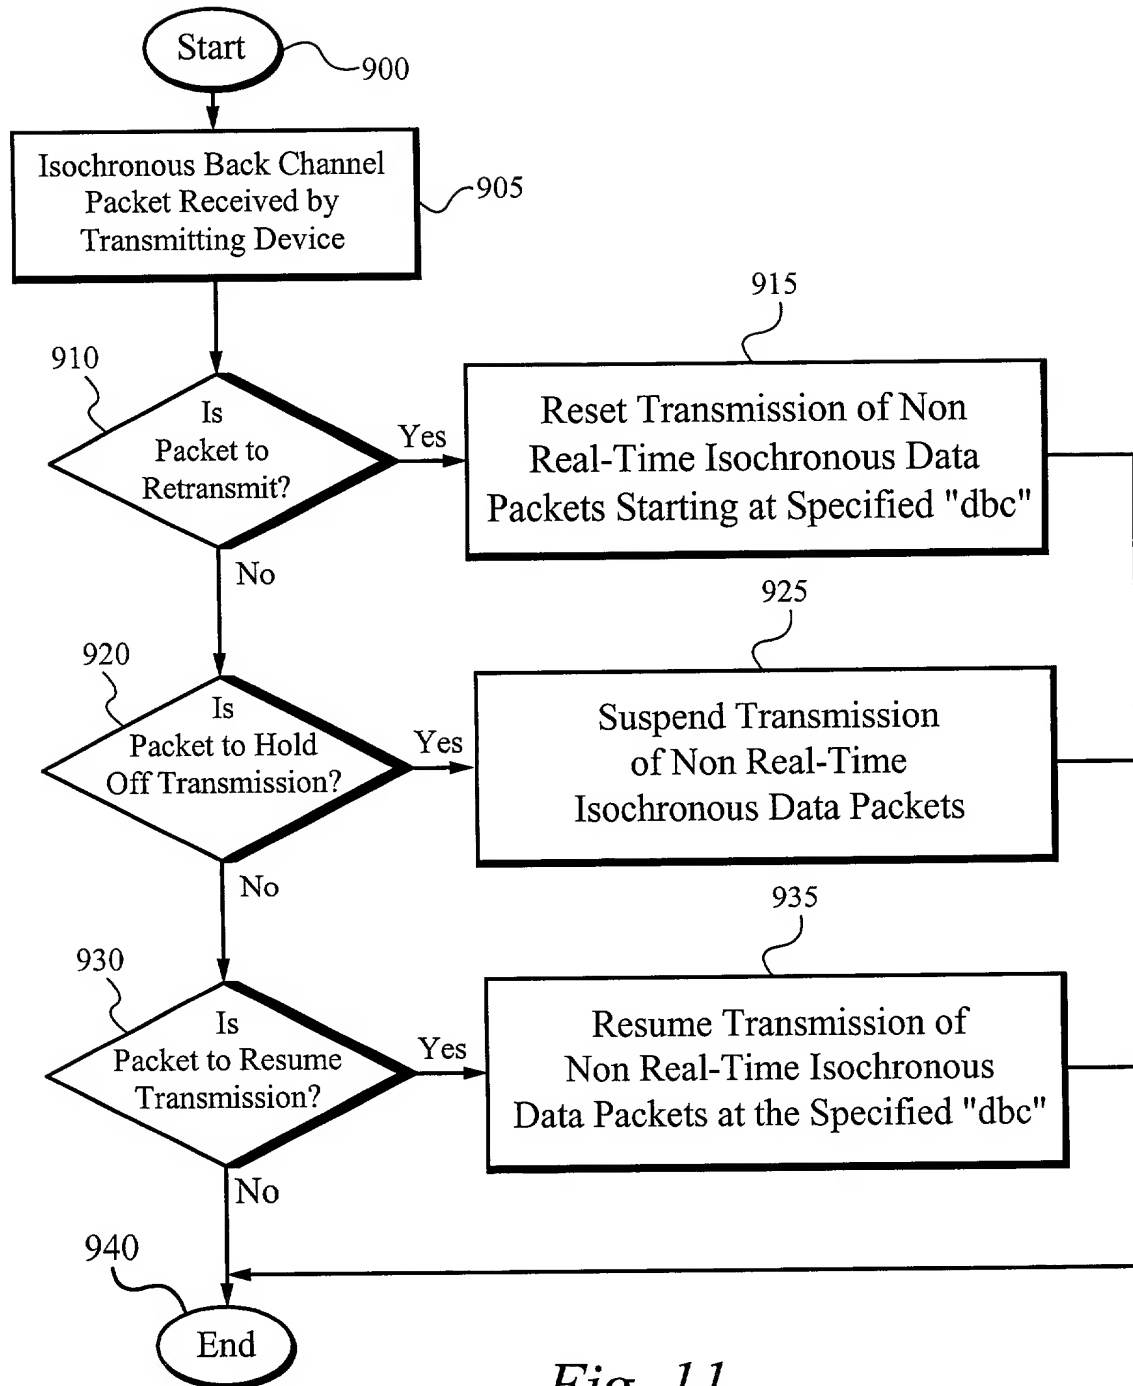 Start
900
Isochronous Back Channel
Packet Received by
Transmitting Device
905
910
Is
Packet to
Retransmit?
Yes
No
915
Reset Transmission of Non
Real-Time Isochronous Data
Packets Starting at Specified "dbc"
920
Is
Packet to Hold
Off Transmission?
Yes
No
925
Suspend Transmission
of Non Real-Time
Isochronous Data Packets
930
Is
Packet to Resume
Transmission?
Yes
No
935
Resume Transmission of
Non Real-Time Isochronous
Data Packets at the Specified "dbc"
940
End
Fig. 11